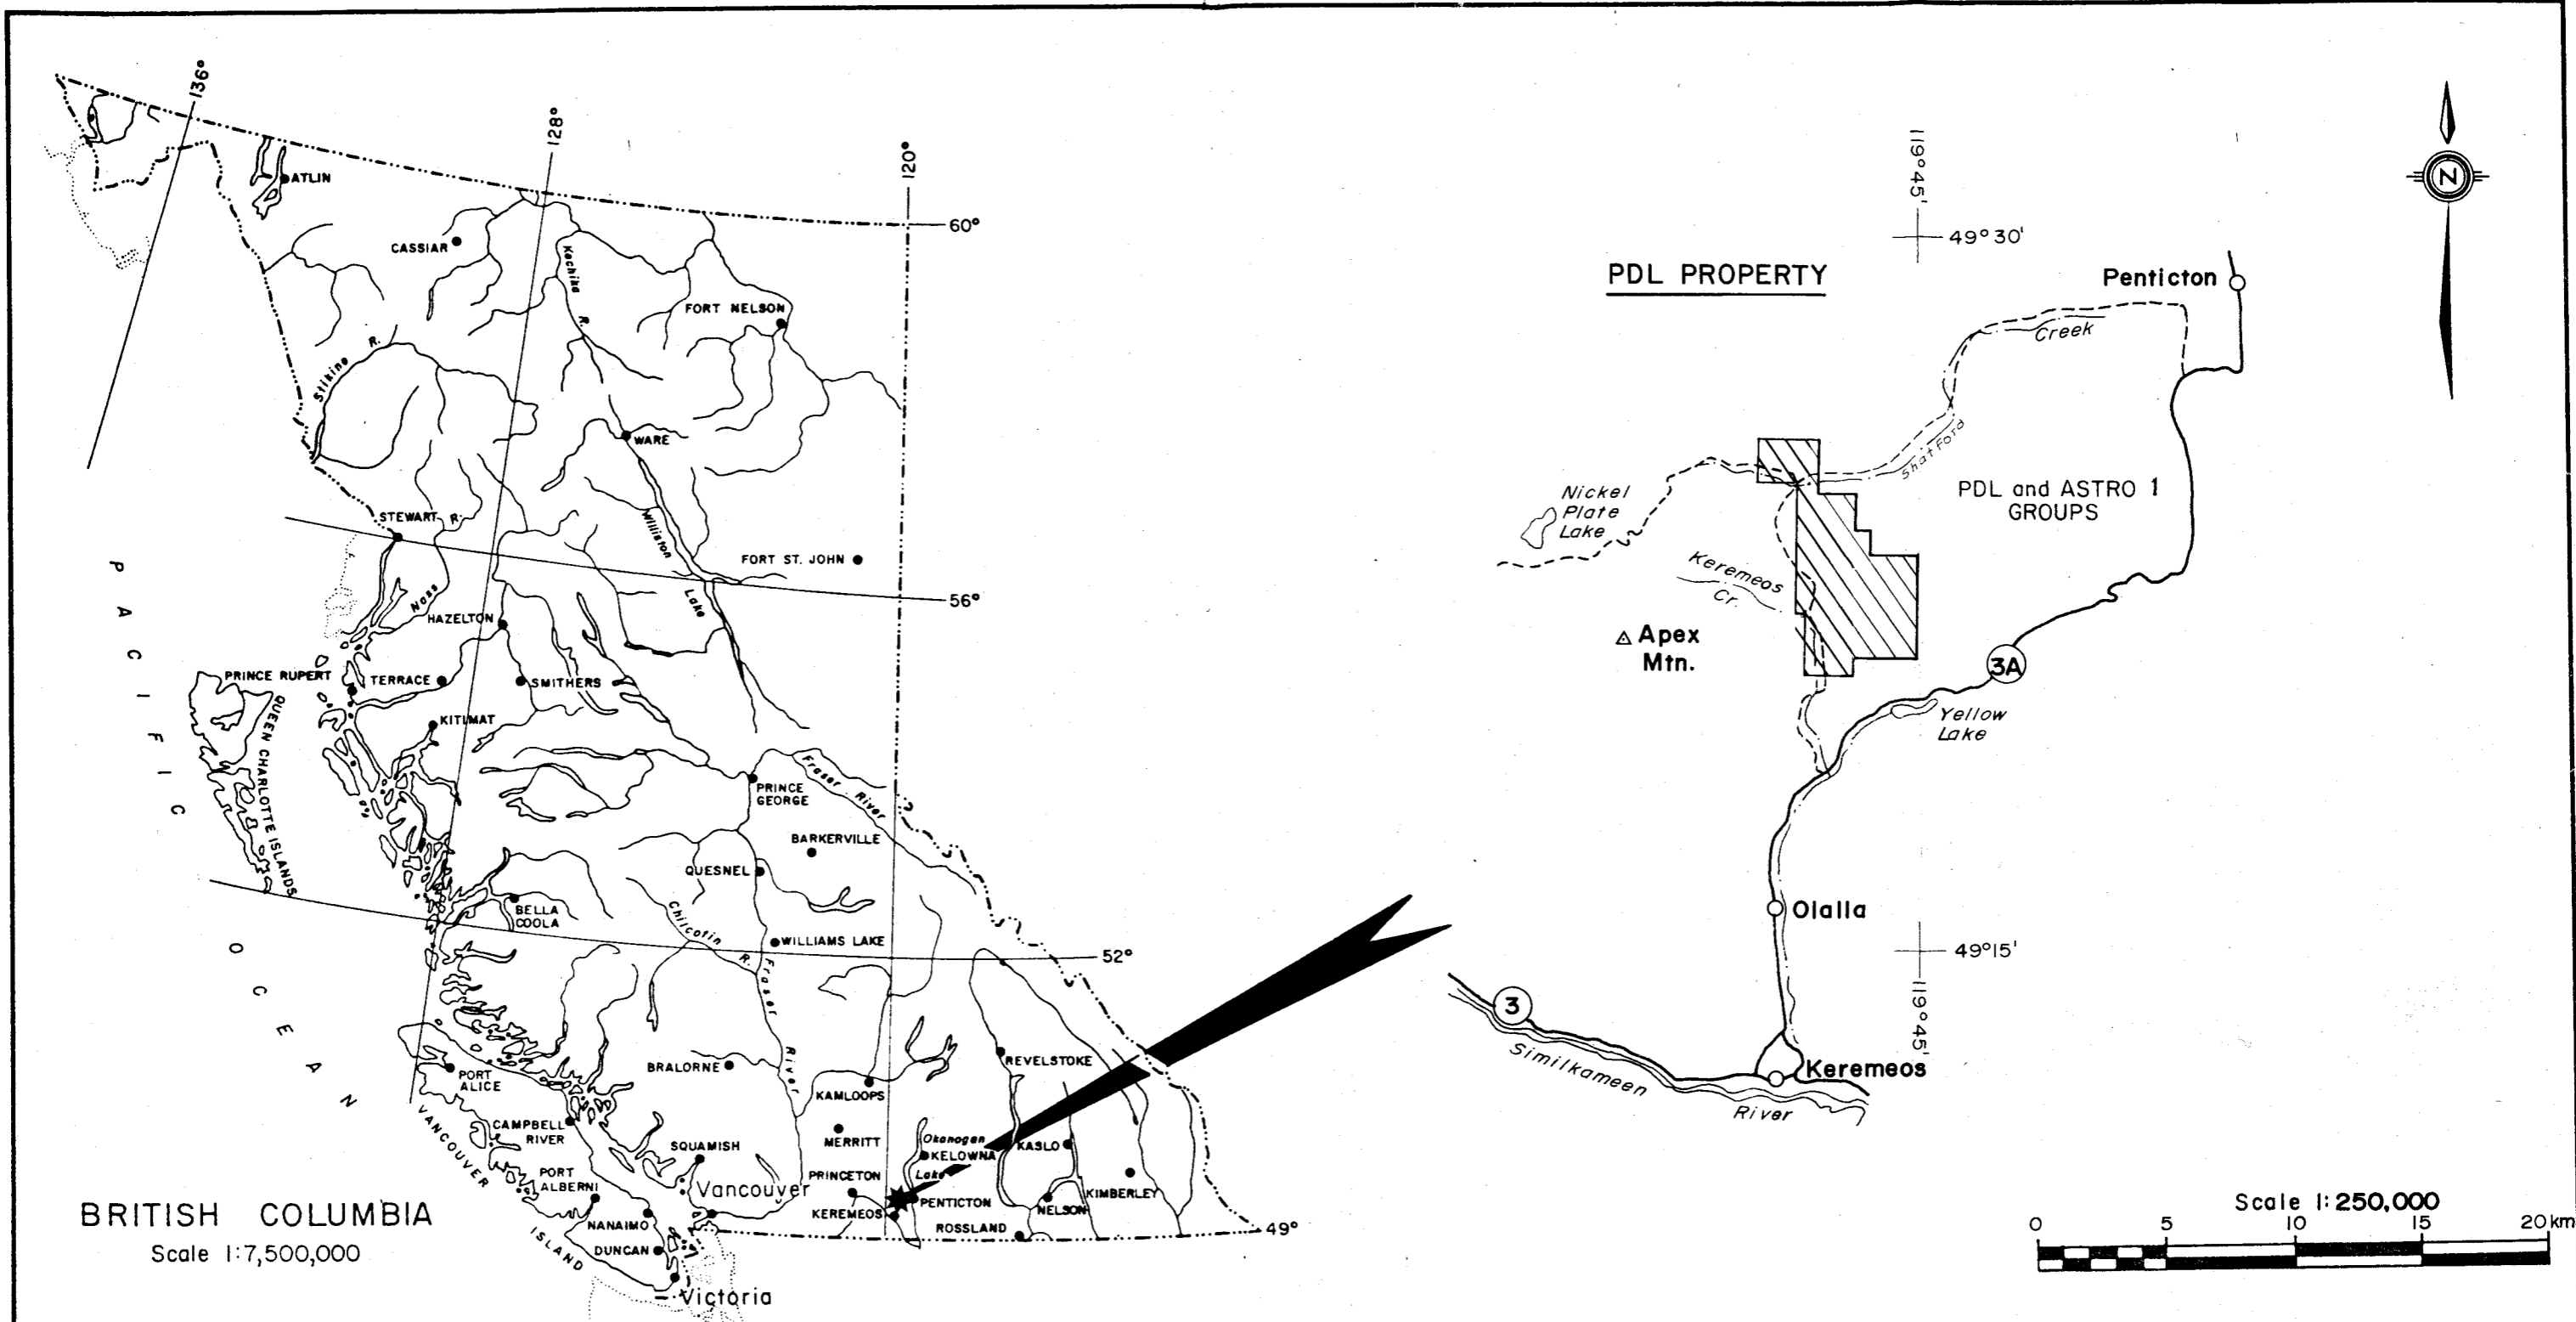 136°
128°
120°
ATLIN
60°
CASSIAR
Kechika
R.
FORT NELSON
Stikine R.
WARE
STEWART
R.
Williston
Lake
FORT ST. JOHN
56°
Nass
HAZELTON
PRINCE RUPERT
TERRACE
SMITHERS
KITIMAT
QUEEN CHARLOTTE ISLANDS
PACIFIC
OCEAN
Fraser River
PRINCE
GEORGE
BARKERVILLE
QUESNEL
BELLA
COOLA
Chilcotin
R.
WILLIAMS LAKE
52°
Fraser
River
REVELSTOKE
BRALORNE
PORT
ALICE
KAMLOOPS
CAMPBELL
RIVER
MERRITT
Okanogan
Lake
KELOWNA
KASLO
SQUAMISH
VANCOUVER
ISLAND
PORT
ALBERNI
PRINCETON
Vancouver
PENTICTON
KIMBERLEY
KEREMEOS
NELSON
NANAIMO
ROSSLAND
49°
DUNCAN
Victoria
BRITISH COLUMBIA
Scale 1:7,500,000
119°45'
49°30'
N
PDL PROPERTY
Penticton
Creek
Shatford
Nickel
Plate
Lake
PDL and ASTRO 1
GROUPS
Keremeos
Cr.
Apex
Mtn.
3A
Yellow
Lake
Olalla
49°15'
119°45'
3
Similkameen
River
Keremeos
Scale 1:250,000
0 5 10 15 20 km